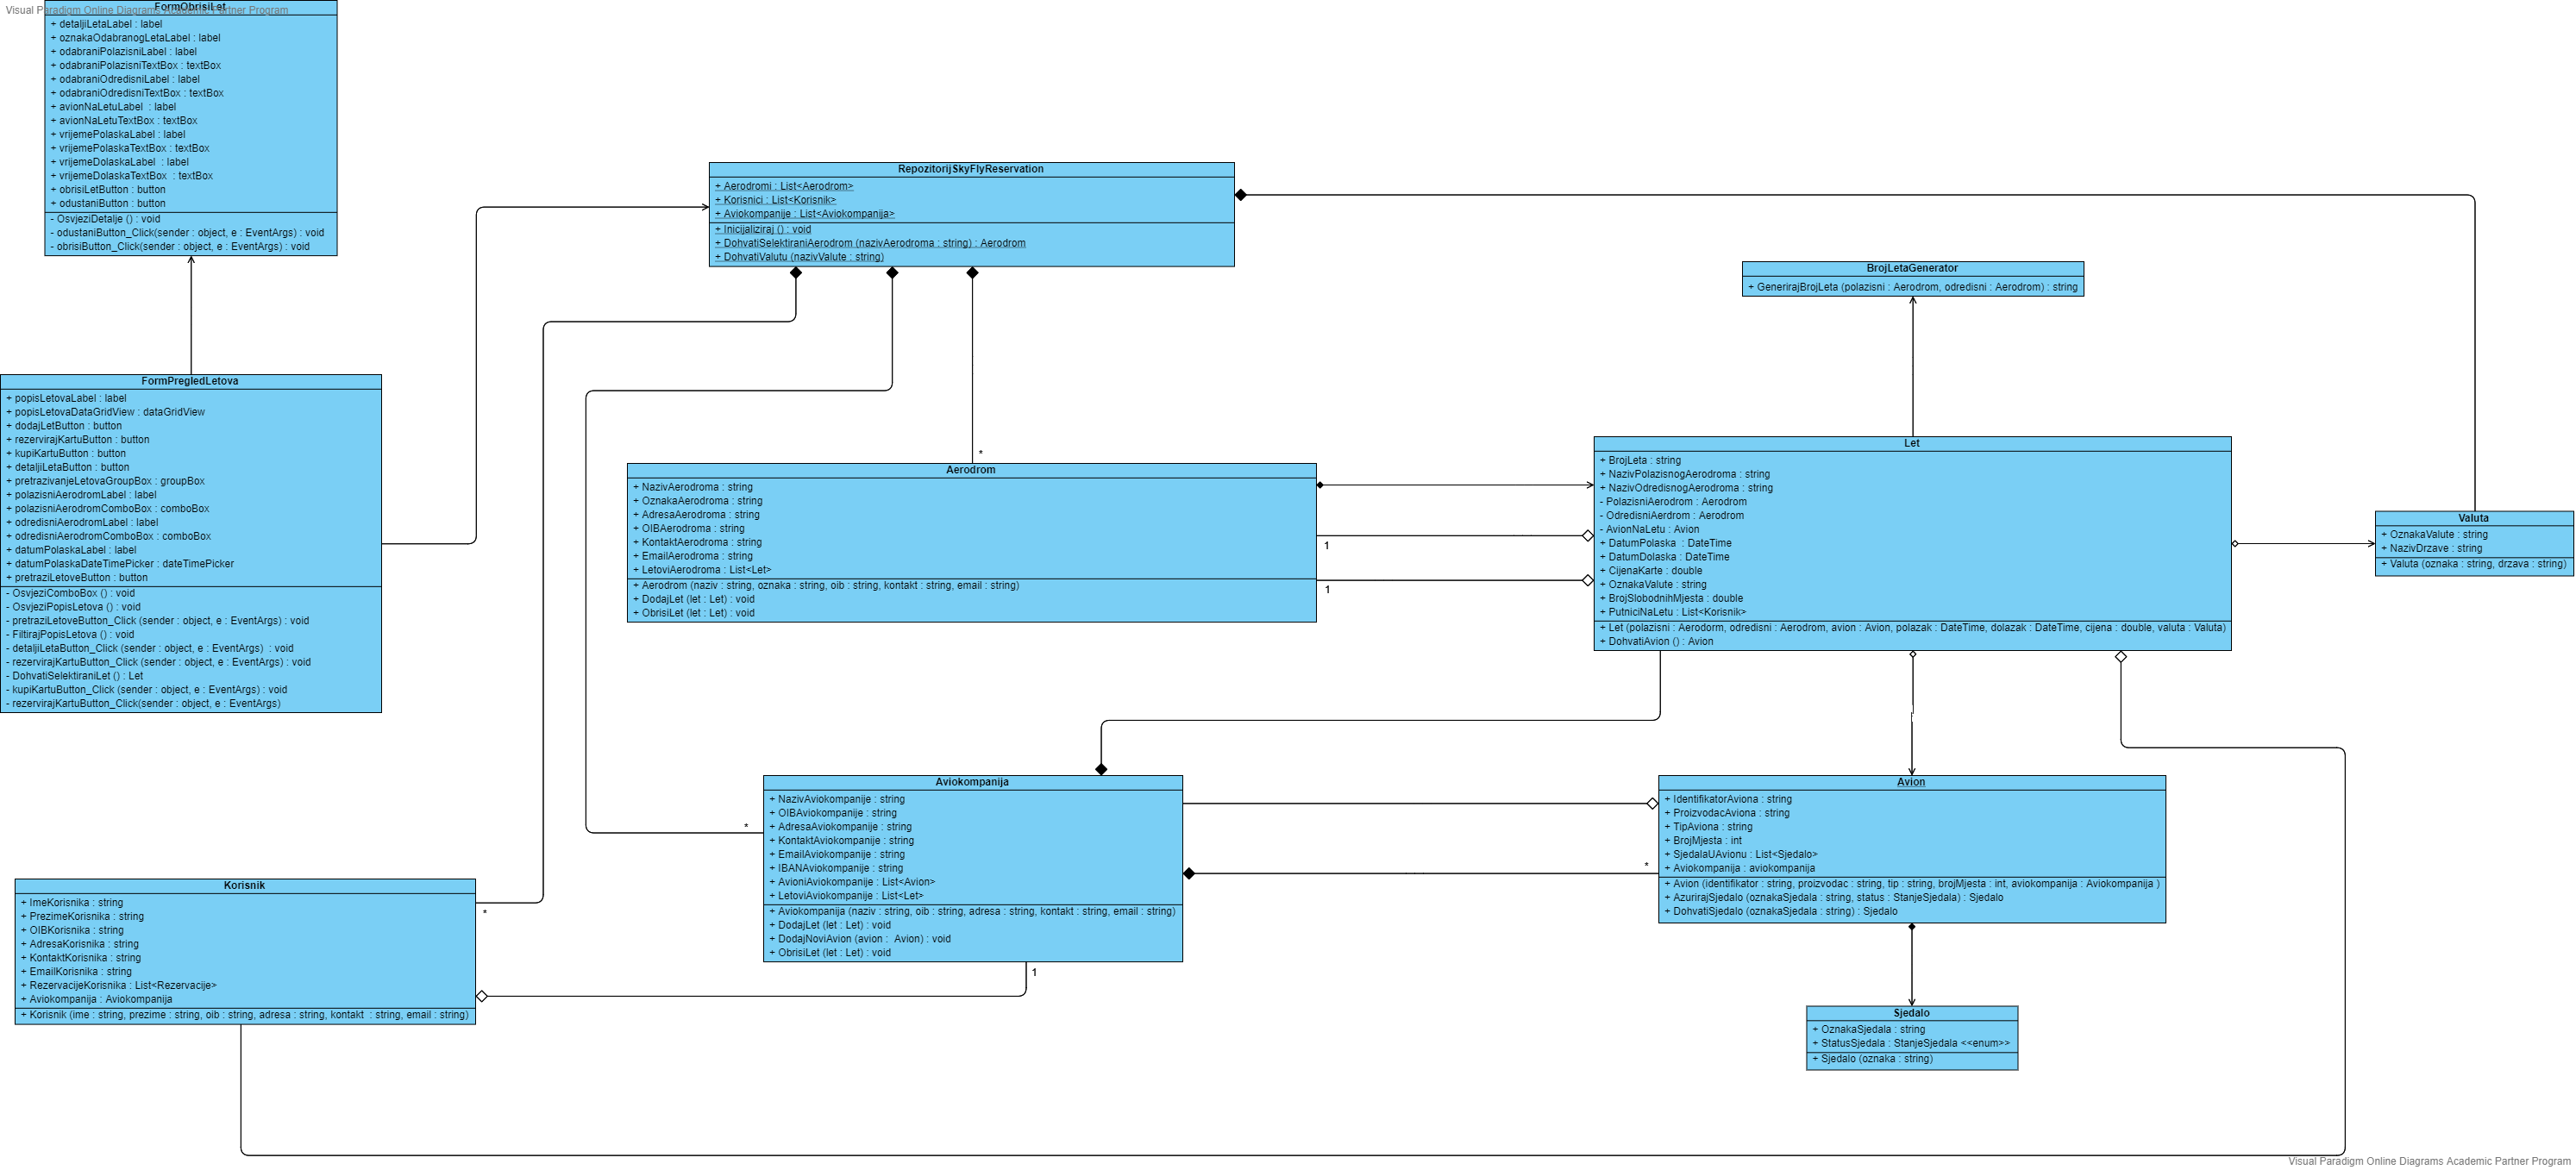 Visual Paradigm Online Diagrams Academic Partner Program
FormObrisiLet
+ detaljiLetaLabel : label
+ oznakaOdabranogLetaLabel : label
+ odabraniPolazisniLabel : label
+ odabraniPolazisniTextBox : textBox
+ odabraniOdredisniLabel : label
+ odabraniOdredisniTextBox : textBox
+ avionNaLetuLabel  : label
+ avionNaLetuTextBox : textBox
+ vrijemePolaskaLabel : label
+ vrijemePolaskaTextBox : textBox
+ vrijemeDolaskaLabel  : label
+ vrijemeDolaskaTextBox  : textBox
+ obrisiLetButton : button
+ odustaniButton : button
- OsvjeziDetalje () : void
- odustaniButton_Click(sender : object, e : EventArgs) : void
- obrisiButton_Click(sender : object, e : EventArgs) : void
RepozitorijSkyFlyReservation
+ Aerodromi : List<Aerodrom>
+ Korisnici : List<Korisnik>
+ Aviokompanije : List<Aviokompanija>
+ Inicijaliziraj () : void
+ DohvatiSelektiraniAerodrom (nazivAerodroma : string) : Aerodrom
+ DohvatiValutu (nazivValute : string)
BrojLetaGenerator
+ GenerirajBrojLeta (polazisni : Aerodrom, odredisni : Aerodrom) : string
FormPregledLetova
+ popisLetovaLabel : label
+ popisLetovaDataGridView : dataGridView
+ dodajLetButton : button
+ rezervirajKartuButton : button
+ kupiKartuButton : button
+ detaljiLetaButton : button
+ pretrazivanjeLetovaGroupBox : groupBox
+ polazisniAerodromLabel : label
+ polazisniAerodromComboBox : comboBox
+ odredisniAerodromLabel : label
+ odredisniAerodromComboBox : comboBox
+ datumPolaskaLabel : label
+ datumPolaskaDateTimePicker : dateTimePicker
+ pretraziLetoveButton : button
- OsvjeziComboBox () : void
- OsvjeziPopisLetova () : void
- pretraziLetoveButton_Click (sender : object, e : EventArgs) : void
- FiltirajPopisLetova () : void
- detaljiLetaButton_Click (sender : object, e : EventArgs)  : void
- rezervirajKartuButton_Click (sender : object, e : EventArgs) : void
- DohvatiSelektiraniLet () : Let
- kupiKartuButton_Click (sender : object, e : EventArgs) : void
- rezervirajKartuButton_Click(sender : object, e : EventArgs)
*
Aerodrom
+ NazivAerodroma : string
+ OznakaAerodroma : string
+ AdresaAerodroma : string
+ OIBAerodroma : string
+ KontaktAerodroma : string
+ EmailAerodroma : string
+ LetoviAerodroma : List<Let>
+ Aerodrom (naziv : string, oznaka : string, oib : string, kontakt : string, email : string)
+ DodajLet (let : Let) : void
+ ObrisiLet (let : Let) : void
1
1
Let
+ BrojLeta : string
+ NazivPolazisnogAerodroma : string
+ NazivOdredisnogAerodroma : string
- PolazisniAerodrom : Aerodrom
- OdredisniAerdrom : Aerodrom
- AvionNaLetu : Avion
+ DatumPolaska  : DateTime
+ DatumDolaska : DateTime
+ CijenaKarte : double
+ OznakaValute : string
+ BrojSlobodnihMjesta : double
+ PutniciNaLetu : List<Korisnik>
+ Let (polazisni : Aerodorm, odredisni : Aerodrom, avion : Avion, polazak : DateTime, dolazak : DateTime, cijena : double, valuta : Valuta)
+ DohvatiAvion () : Avion
Valuta
+ OznakaValute : string
+ NazivDrzave : string
+ Valuta (oznaka : string, drzava : string)
*
Aviokompanija
+ NazivAviokompanije : string
+ OIBAviokompanije : string
+ AdresaAviokompanije : string
+ KontaktAviokompanije : string
+ EmailAviokompanije : string
+ IBANAviokompanije : string
+ AvioniAviokompanije : List<Avion>
+ LetoviAviokompanije : List<Let>
+ Aviokompanija (naziv : string, oib : string, adresa : string, kontakt : string, email : string)
+ DodajLet (let : Let) : void
+ DodajNoviAvion (avion :  Avion) : void
+ ObrisiLet (let : Let) : void
1
*
Avion
+ IdentifikatorAviona : string
+ ProizvodacAviona : string
+ TipAviona : string
+ BrojMjesta : int
+ SjedalaUAvionu : List<Sjedalo>
+ Aviokompanija : aviokompanija
+ Avion (identifikator : string, proizvodac : string, tip : string, brojMjesta : int, aviokompanija : Aviokompanija )
+ AzurirajSjedalo (oznakaSjedala : string, status : StanjeSjedala) : Sjedalo
+ DohvatiSjedalo (oznakaSjedala : string) : Sjedalo
Korisnik
+ ImeKorisnika : string
+ PrezimeKorisnika : string
+ OIBKorisnika : string
+ AdresaKorisnika : string
+ KontaktKorisnika : string
+ EmailKorisnika : string
+ RezervacijeKorisnika : List<Rezervacije>
+ Aviokompanija : Aviokompanija
+ Korisnik (ime : string, prezime : string, oib : string, adresa : string, kontakt  : string, email : string)
*
Sjedalo
+ OznakaSjedala : string
+ StatusSjedala : StanjeSjedala <<enum>>
+ Sjedalo (oznaka : string)
Visual Paradigm Online Diagrams Academic Partner Program